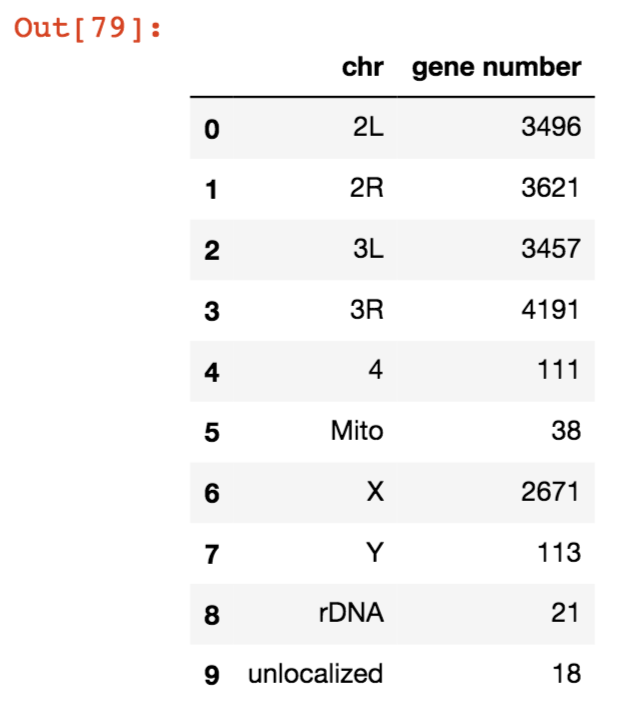 Out[79]:
chr gene number
0 2L 3496
1 2R 3621
2 3L 3457
3 3R 4191
4 4 111
5 Mito 38
6 X 2671
7 Y 113
8 rDNA 21
9 unlocalized 18